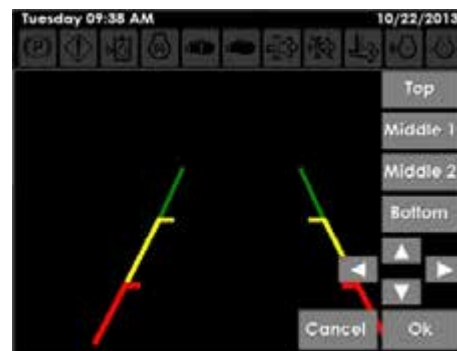 Tuesday 09:38 AM 10/22/2013
(P)
Top
Middle 1
Middle 2
Bottom
Cancel Ok